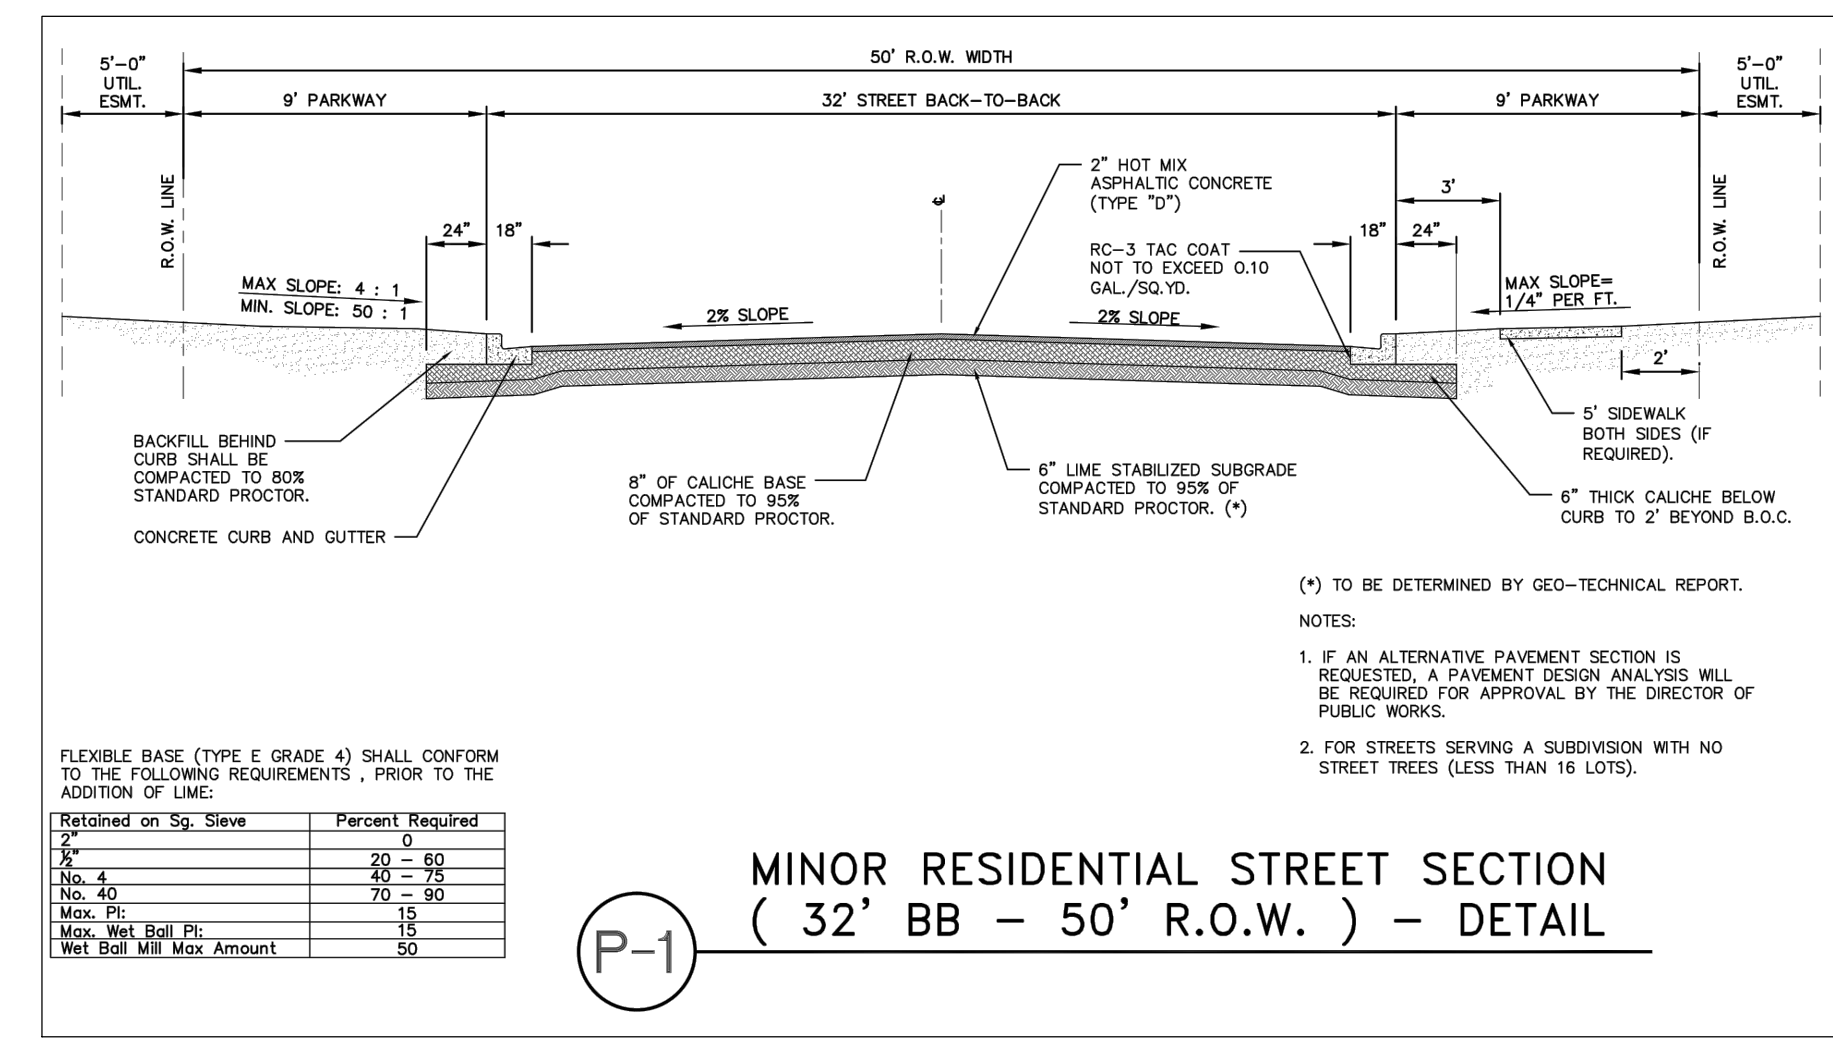 5'-0"
UTIL.
ESMT.
50' R.O.W. WIDTH
5'-0"
UTIL.
ESMT.
9' PARKWAY
32' STREET BACK-TO-BACK
9' PARKWAY
R.O.W. LINE
24"
18"
2" HOT MIX
ASPHALTIC CONCRETE
(TYPE "D")
RC-3 TAC COAT
NOT TO EXCEED 0.10
GAL./SQ.YD.
18"
24"
3'
R.O.W. LINE
MAX SLOPE: 4 : 1
MIN. SLOPE: 50 : 1
2% SLOPE
℄
2% SLOPE
MAX SLOPE=
1/4" PER FT.
2'
BACKFILL BEHIND
CURB SHALL BE
COMPACTED TO 80%
STANDARD PROCTOR.
CONCRETE CURB AND GUTTER
8" OF CALICHE BASE
COMPACTED TO 95%
OF STANDARD PROCTOR.
6" LIME STABILIZED SUBGRADE
COMPACTED TO 95% OF
STANDARD PROCTOR. (*)
5' SIDEWALK
BOTH SIDES (IF
REQUIRED).
6" THICK CALICHE BELOW
CURB TO 2' BEYOND B.O.C.
(*) TO BE DETERMINED BY GEO-TECHNICAL REPORT.
NOTES:
1. IF AN ALTERNATIVE PAVEMENT SECTION IS
REQUESTED, A PAVEMENT DESIGN ANALYSIS WILL
BE REQUIRED FOR APPROVAL BY THE DIRECTOR OF
PUBLIC WORKS.
2. FOR STREETS SERVING A SUBDIVISION WITH NO
STREET TREES (LESS THAN 16 LOTS).
FLEXIBLE BASE (TYPE E GRADE 4) SHALL CONFORM
TO THE FOLLOWING REQUIREMENTS , PRIOR TO THE
ADDITION OF LIME:
Retained on Sg. Sieve Percent Required
2" 0
½" 20 - 60
No. 4 40 - 75
No. 40 70 - 90
Max. PI: 15
Max. Wet Ball PI: 15
Wet Ball Mill Max Amount 50
P-1
MINOR RESIDENTIAL STREET SECTION
( 32' BB - 50' R.O.W. ) - DETAIL